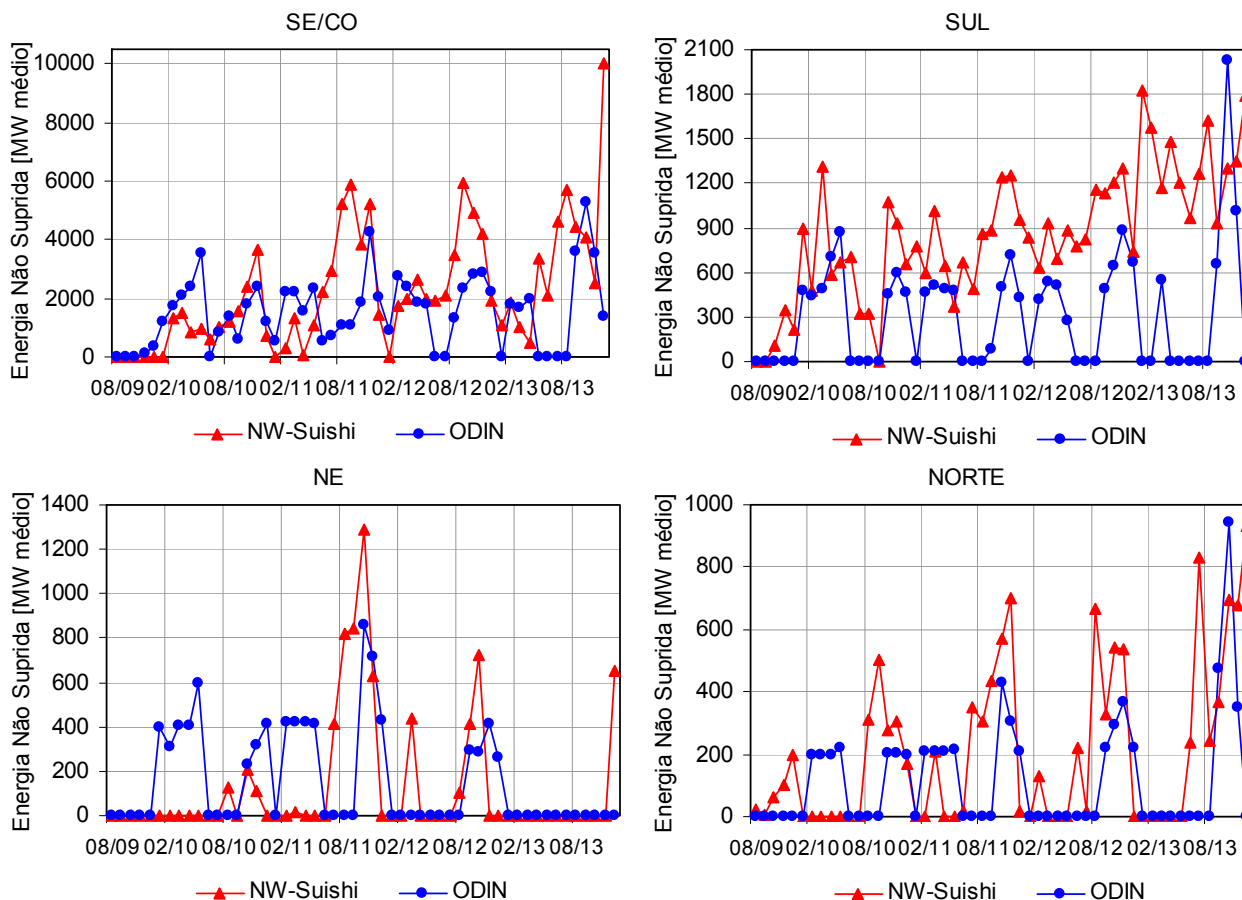 SE/CO
Energia Não Suprida [MW médio]
10000
8000
6000
4000
2000
0
08/09 02/10 08/10 02/11 08/11 02/12 08/12 02/13 08/13
NW-Suishi ODIN
SUL
Energia Não Suprida [MW médio]
2100
1800
1500
1200
900
600
300
0
08/09 02/10 08/10 02/11 08/11 02/12 08/12 02/13 08/13
NW-Suishi ODIN
NE
Energia Não Suprida [MW médio]
1400
1200
1000
800
600
400
200
0
08/09 02/10 08/10 02/11 08/11 02/12 08/12 02/13 08/13
NW-Suishi ODIN
NORTE
Energia Não Suprida [MW médio]
1000
800
600
400
200
0
08/09 02/10 08/10 02/11 08/11 02/12 08/12 02/13 08/13
NW-Suishi ODIN